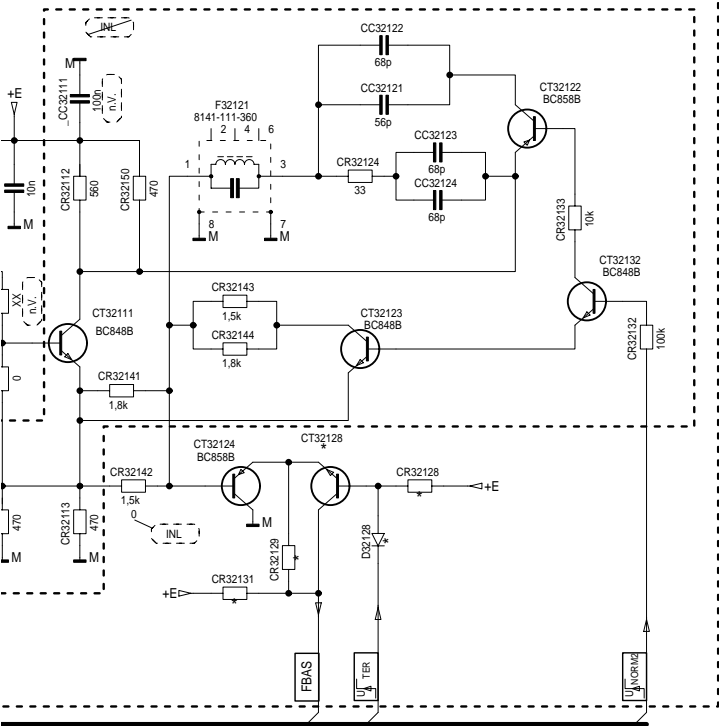 INL
M
+E
CC32111
100n
n.V.
CC32122
68p
CC32121
56p
CT32122
BC858B
F32121
8141-111-360
2 4 6
1
3
8
7
M
M
CR32124
33
CC32123
68p
CC32124
68p
10n
M
CR32112
560
CR32150
470
CR32133
10k
CT32132
BC848B
XX
n.V.
CT32111
BC848B
CR32143
1,5k
CR32144
1,8k
CT32123
BC848B
CR32132
100k
0
CR32141
1,8k
CT32124
BC858B
CT32128
*
CR32142
1,5k
0
INL
CR32128
*
+E
M
470
M
CR32113
470
M
CR32129
*
D32128
*
CR32131
*
+E
FBAS
U_TER
U_NORM2